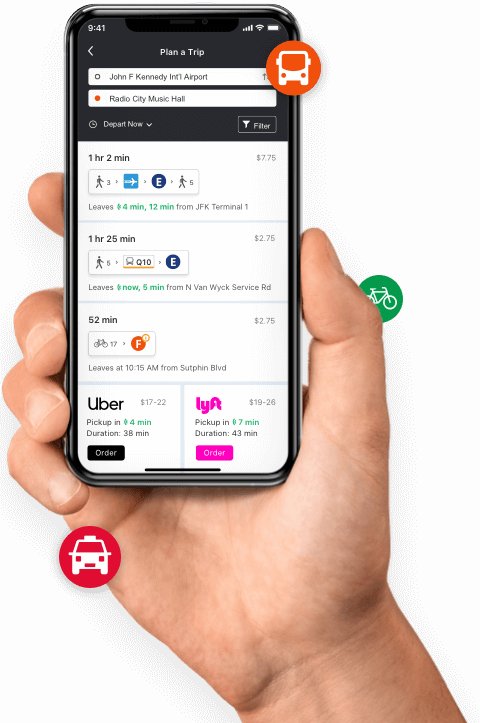 9:41
Plan a Trip
John F Kennedy Int'l Airport
Radio City Music Hall
Depart Now
Filter
1 hr 2 min $7.75
3 E 5
Leaves 4 min, 12 min from JFK Terminal 1
1 hr 25 min $2.75
5 Q10 E
Leaves now, 5 min from N Van Wyck Service Rd
52 min $2.75
17 F
Leaves at 10:15 AM from Sutphin Blvd
Uber $17-22
Pickup in 4 min
Duration: 38 min
Order
lyft $19-26
Pickup in 7 min
Duration: 43 min
Order